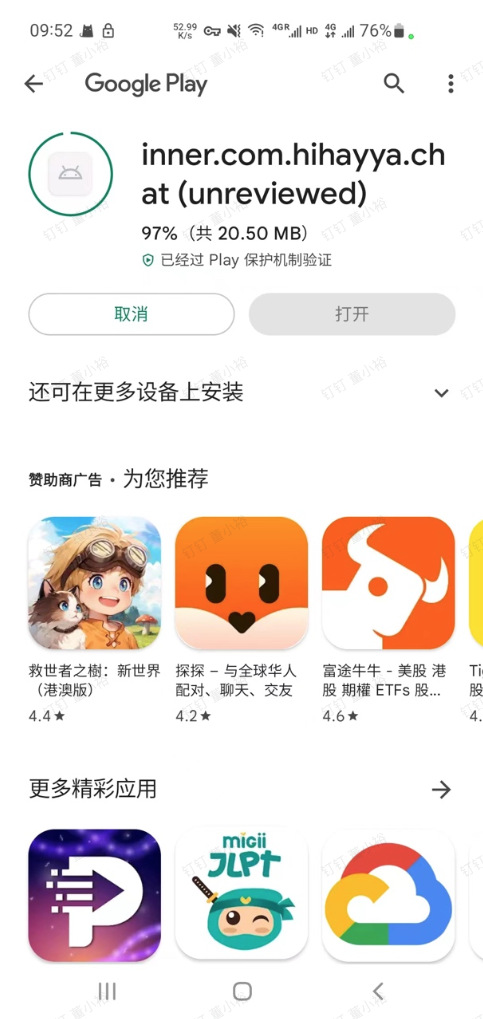 09:52
52.99 K/s
4GR
HD
4G
76%
Google Play
inner.com.hihayya.ch
at (unreviewed)
97%（共 20.50 MB）
已经过 Play 保护机制验证
取消
打开
还可在更多设备上安装
赞助商广告 · 为您推荐
救世者之樹：新世界
（港澳版）
4.4★
探探 – 与全球华人
配对、聊天、交友
4.2★
富途牛牛 - 美股 港
股 期權 ETFs 股...
4.6★
更多精彩应用
migii
JLPT
钉钉 董小裕